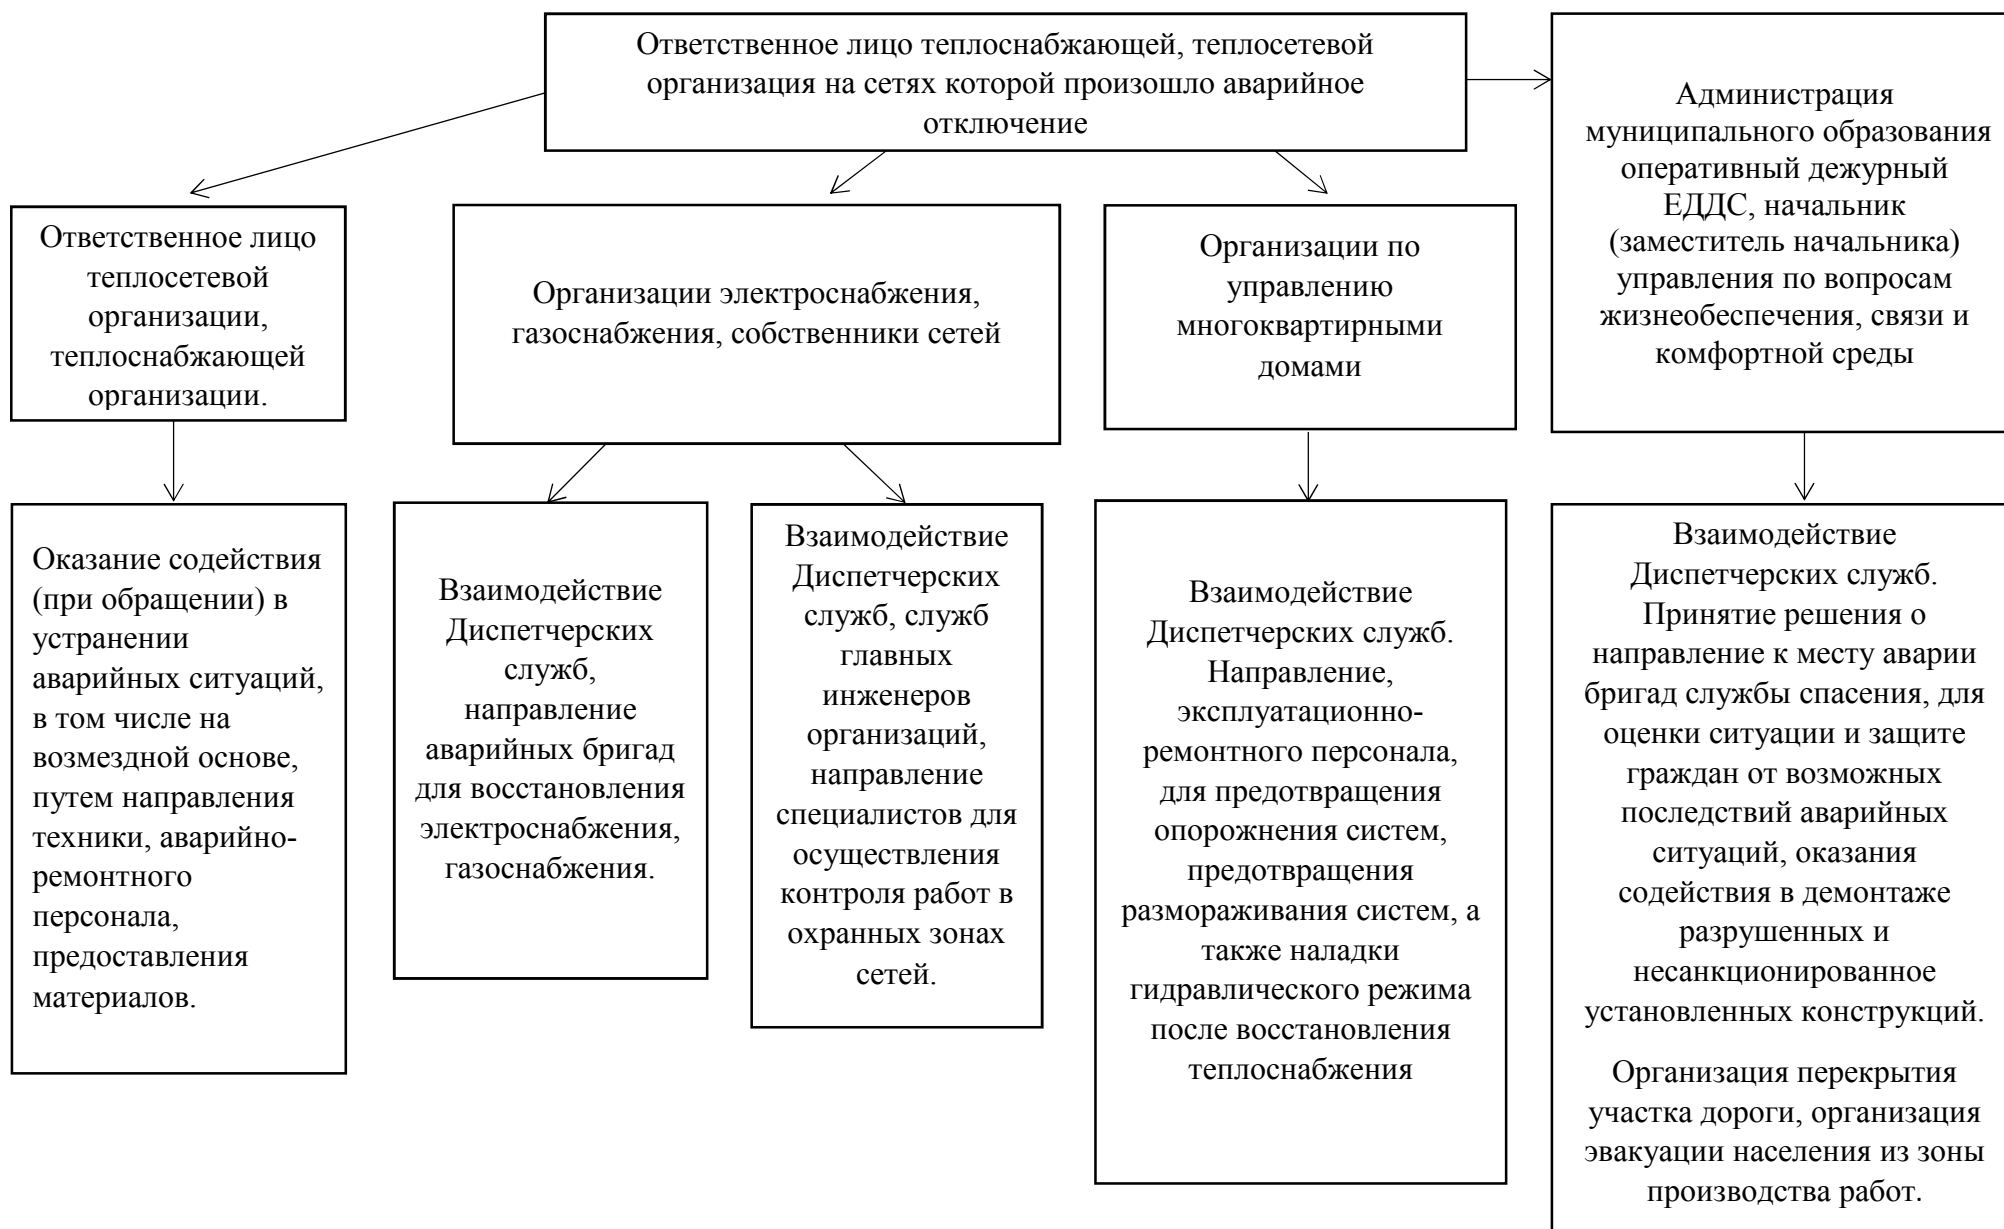 Ответственное лицо теплоснабжающей, теплосетевой
организация на сетях которой произошло аварийное
отключение
Администрация
муниципального образования
оперативный дежурный
ЕДДС, начальник
(заместитель начальника)
управления по вопросам
жизнеобеспечения, связи и
комфортной среды
Ответственное лицо
теплосетевой
организации,
теплоснабжающей
организации.
Организации электроснабжения,
газоснабжения, собственники сетей
Организации по
управлению
многоквартирными
домами
Оказание содействия
(при обращении) в
устранении
аварийных ситуаций,
в том числе на
возмездной основе,
путем направления
техники, аварийно-
ремонтного
персонала,
предоставления
материалов.
Взаимодействие
Диспетчерских
служб,
направление
аварийных бригад
для восстановления
электроснабжения,
газоснабжения.
Взаимодействие
Диспетчерских
служб, служб
главных
инженеров
организаций,
направление
специалистов для
осуществления
контроля работ в
охранных зонах
сетей.
Взаимодействие
Диспетчерских служб.
Направление,
эксплуатационно-
ремонтного персонала,
для предотвращения
опорожнения систем,
предотвращения
размораживания систем, а
также наладки
гидравлического режима
после восстановления
теплоснабжения
Взаимодействие
Диспетчерских служб.
Принятие решения о
направление к месту аварии
бригад службы спасения, для
оценки ситуации и защите
граждан от возможных
последствий аварийных
ситуаций, оказания
содействия в демонтаже
разрушенных и
несанкционированное
установленных конструкций.
Организация перекрытия
участка дороги, организация
эвакуации населения из зоны
производства работ.